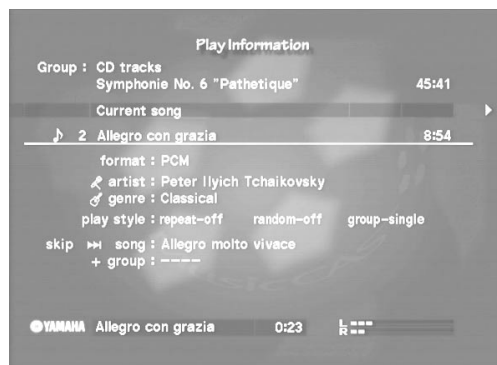 Play Information
Group : CD tracks
Symphonie No. 6 "Pathetique" 45:41
Current song
2 Allegro con grazia 8:54
format : PCM
artist : Peter Ilyich Tchaikovsky
genre : Classical
play style : repeat-off random-off group-single
skip song : Allegro molto vivace
+ group : ----
YAMAHA Allegro con grazia 0:23 L
R